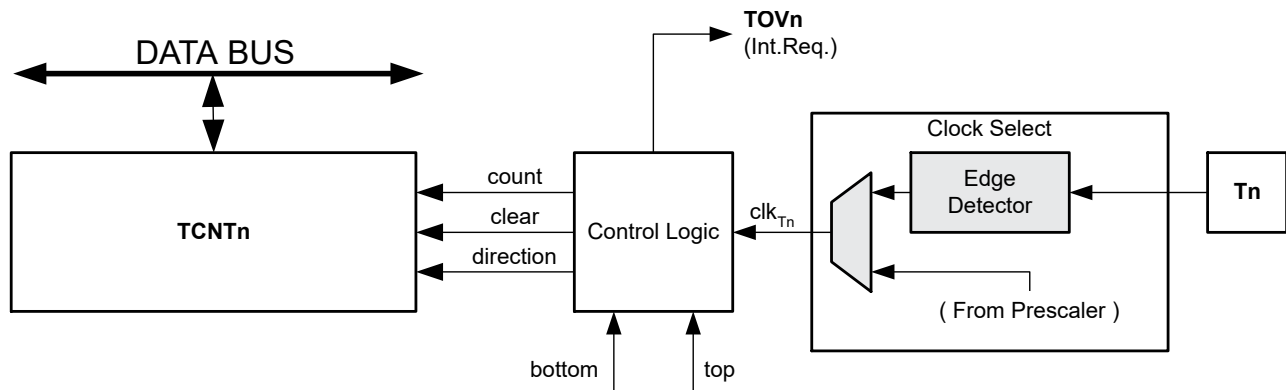 TOVn
(Int.Req.)
DATA BUS
Clock Select
count
clear
direction
TCNTn
Control Logic
clkTn
Edge
Detector
Tn
( From Prescaler )
bottom
top